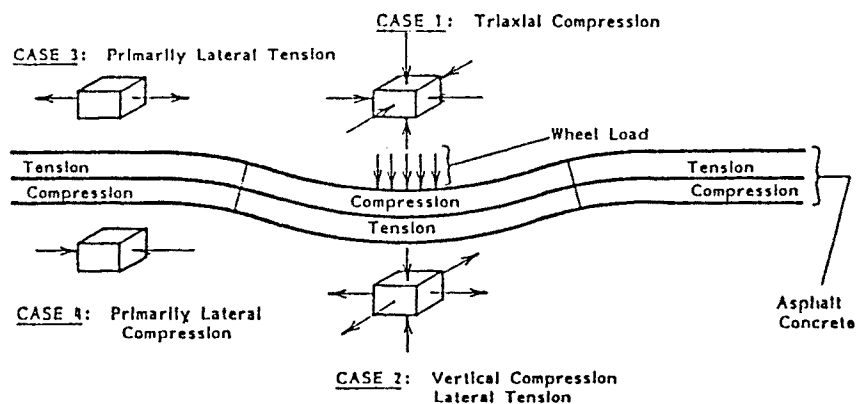 CASE 1: Triaxial Compression
CASE 3: Primarily Lateral Tension
Wheel Load
Tension
Compression
Compression
Tension
Tension
Compression
CASE 4: Primarily Lateral
Compression
Asphalt
Concrete
CASE 2: Vertical Compression
Lateral Tension